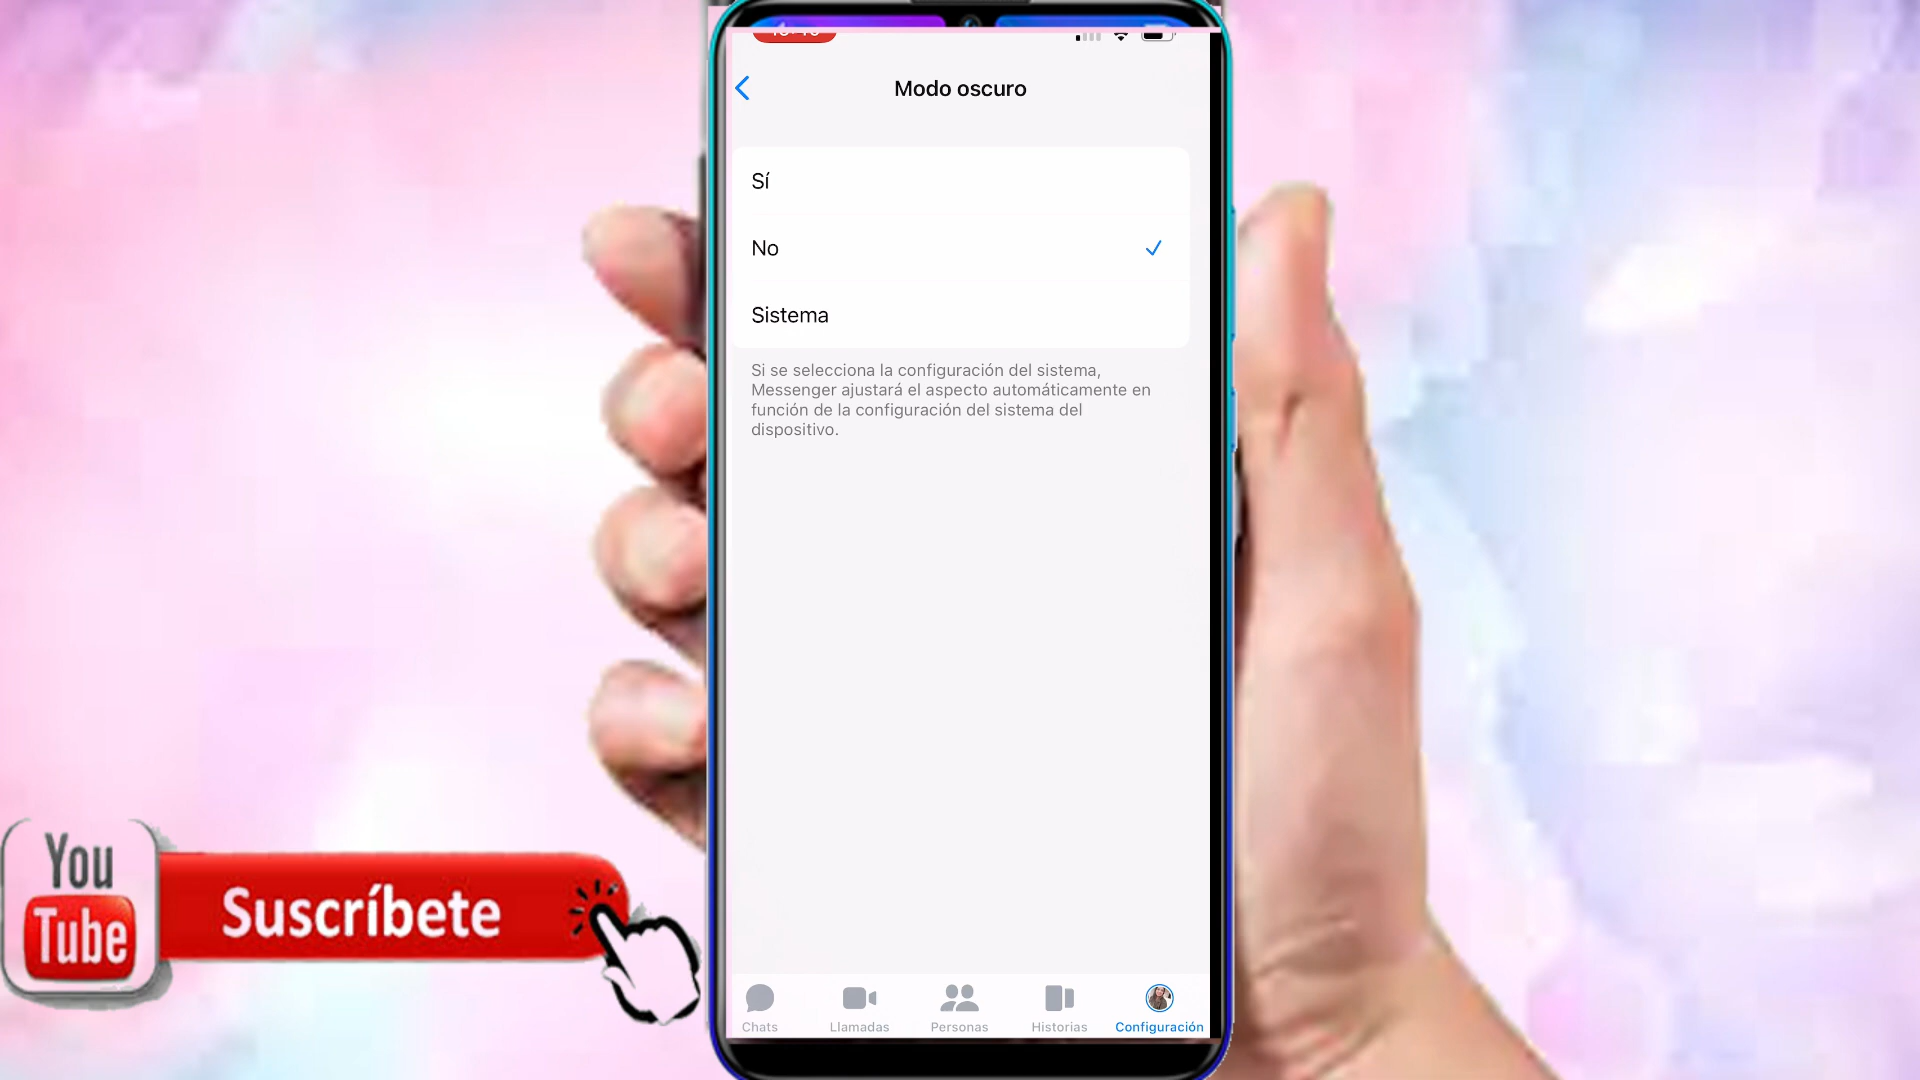 Modo oscuro
Sí
No
Sistema
Si se selecciona la configuración del sistema,
Messenger ajustará el aspecto automáticamente en
función de la configuración del sistema del
dispositivo.
You
Tube
Suscríbete
Chats
Llamadas
Personas
Historias
Configuración